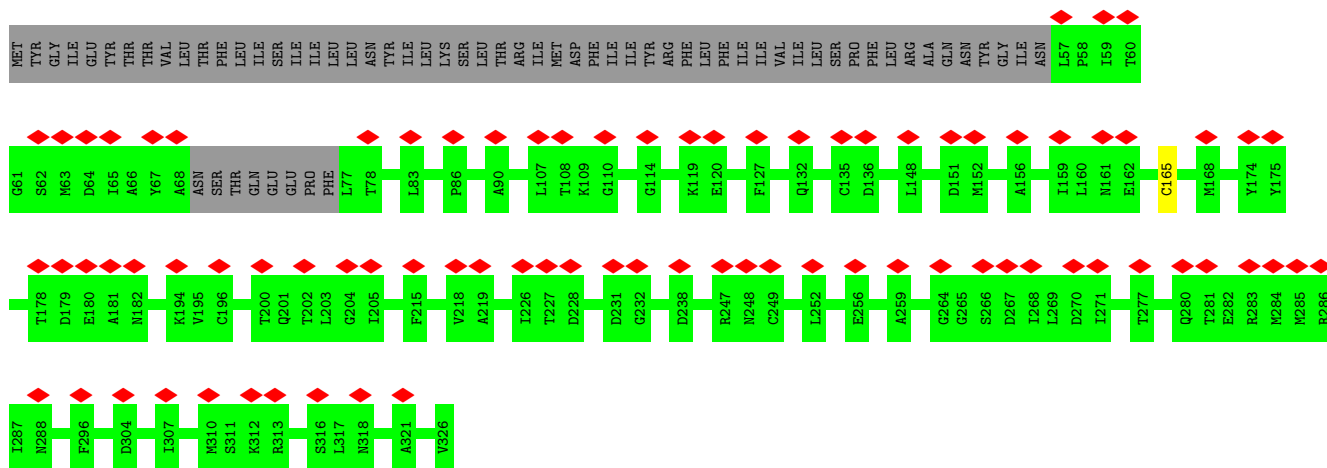 MET TYR GLY ILE GLU TYR THR THR VAL LEU THR PHE LEU ILE SER ILE ILE LEU LEU ASN TYR ILE LEU LYS SER LEU THR ARG ILE MET ASP PHE ILE ILE TYR ARG PHE LEU PHE ILE ILE VAL ILE LEU SER PRO PHE LEU ARG ALA GLN ASN TYR GLY ILE ASN L57 P58 I59 T60
G61 S62 M63 D64 I65 A66 Y67 A68 ASN SER THR GLN GLU GLU PRO PHE L77 T78 L83 P86 A90 L107 T108 K109 G110 G114 K119 E120 F127 Q132 C135 D136 L148 D151 M152 A156 T159 L160 N161 E162 C165 M168 Y174 Y175
T178 D179 E180 A181 N182 K194 V195 C196 T200 Q201 T202 L203 G204 I205 F215 V218 A219 I226 T227 D228 D231 G232 D238 R247 N248 C249 L252 E256 A259 G264 G265 S266 D267 I268 L269 D270 I271 T277 Q280 T281 E282 R283 M284 M285 R286
I287 N288 F296 D304 I307 M310 S311 K312 R313 S316 L317 N318 A321 V326